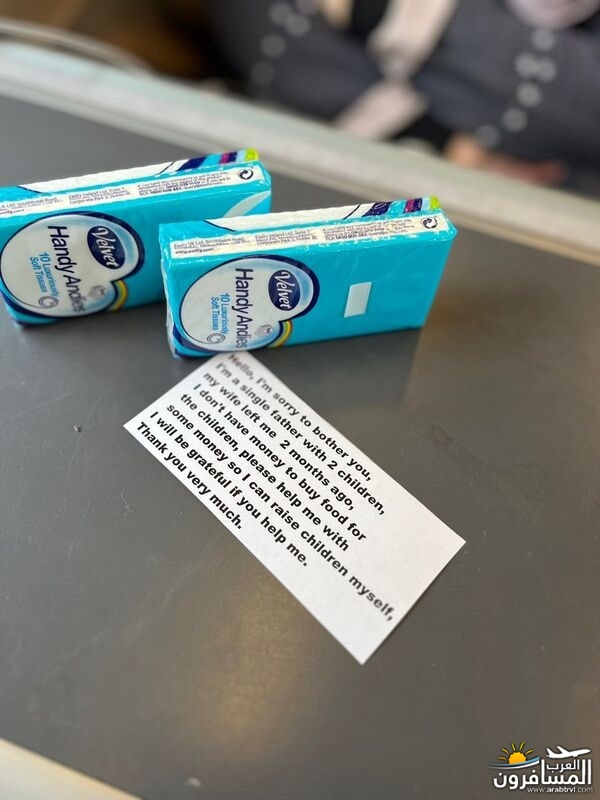 Velvet
Handy Andies
10 Luxuriously
Soft Tissues
Velvet
Handy Andies
10 Luxuriously
Soft Tissues
Hello, I'm sorry to bother you,
I'm a single father with 2 children,
my wife left me 2 months ago,
I don't have money to buy food for
the children, please help me with
some money so I can raise children myself,
I will be grateful if you help me.
Thank you very much.
العرب
المسافرون
www.arabtrvl.com